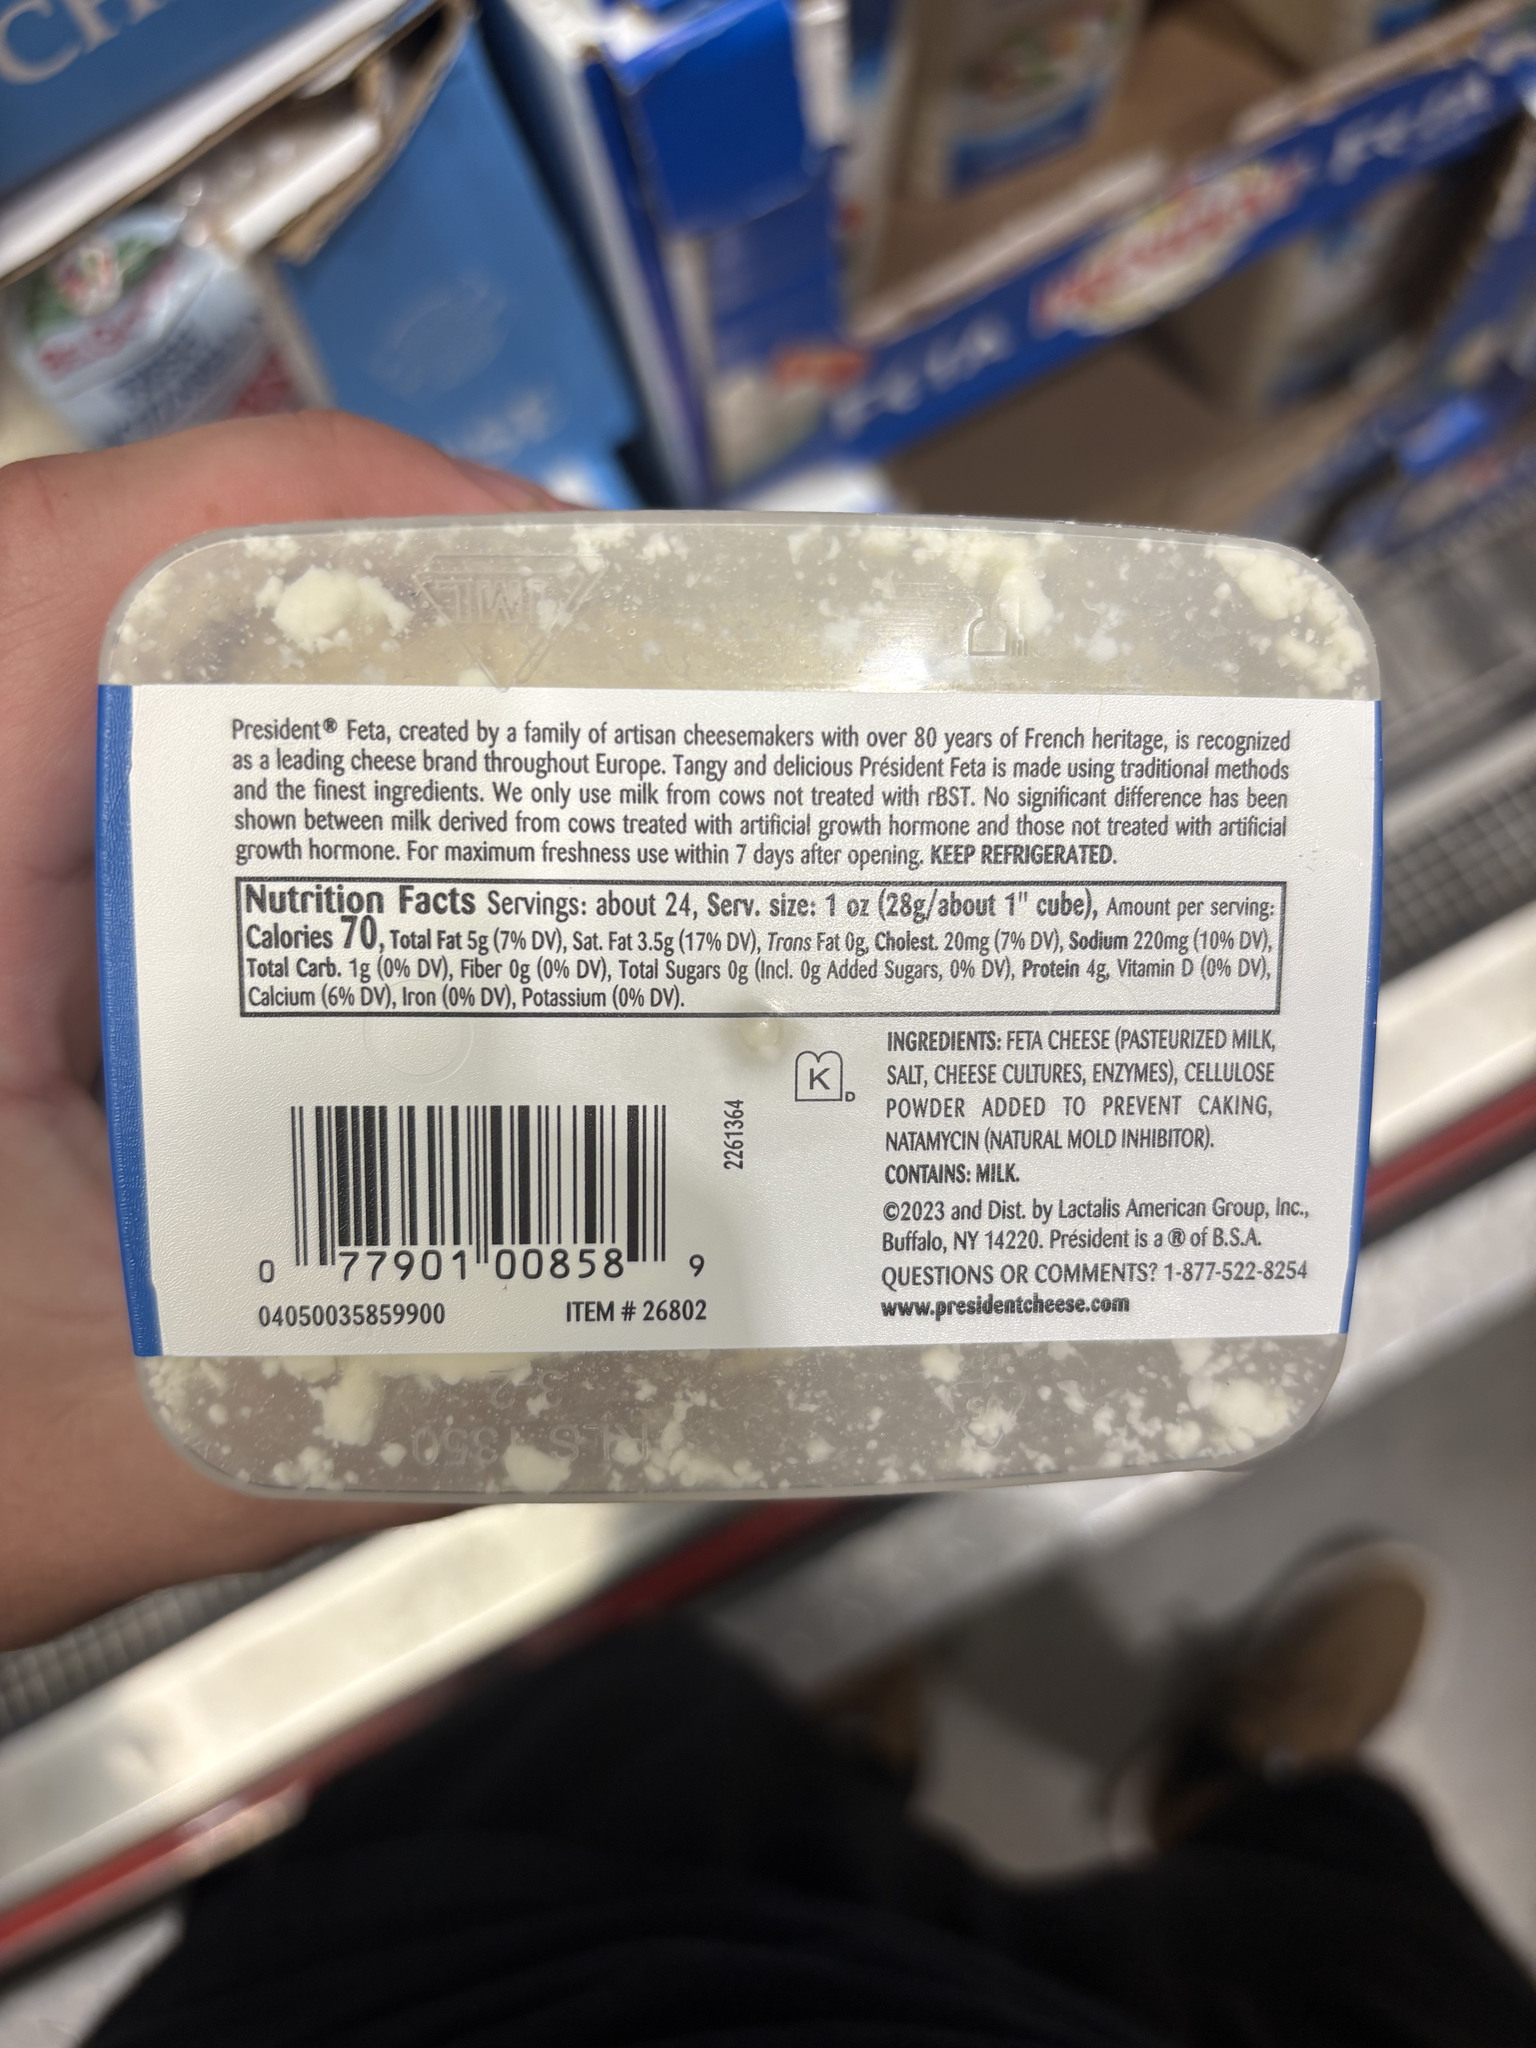 CH
FETA
FETA
President® Feta, created by a family of artisan cheesemakers with over 80 years of French heritage, is recognized
as a leading cheese brand throughout Europe. Tangy and delicious Président Feta is made using traditional methods
and the finest ingredients. We only use milk from cows not treated with rBST. No significant difference has been
shown between milk derived from cows treated with artificial growth hormone and those not treated with artificial
growth hormone. For maximum freshness use within 7 days after opening. KEEP REFRIGERATED.
Nutrition Facts Servings: about 24, Serv. size: 1 oz (28g/about 1" cube), Amount per serving:
Calories 70, Total Fat 5g (7% DV), Sat. Fat 3.5g (17% DV), Trans Fat 0g, Cholest. 20mg (7% DV), Sodium 220mg (10% DV),
Total Carb. 1g (0% DV), Fiber 0g (0% DV), Total Sugars 0g (Incl. 0g Added Sugars, 0% DV), Protein 4g, Vitamin D (0% DV),
Calcium (6% DV), Iron (0% DV), Potassium (0% DV).
INGREDIENTS: FETA CHEESE (PASTEURIZED MILK,
SALT, CHEESE CULTURES, ENZYMES), CELLULOSE
POWDER ADDED TO PREVENT CAKING,
NATAMYCIN (NATURAL MOLD INHIBITOR).
CONTAINS: MILK.
©2023 and Dist. by Lactalis American Group, Inc.,
Buffalo, NY 14220. Président is a ® of B.S.A.
QUESTIONS OR COMMENTS? 1-877-522-8254
www.presidentcheese.com
K D
2261364
0 77901 00858 9
04050035859900 ITEM # 26802